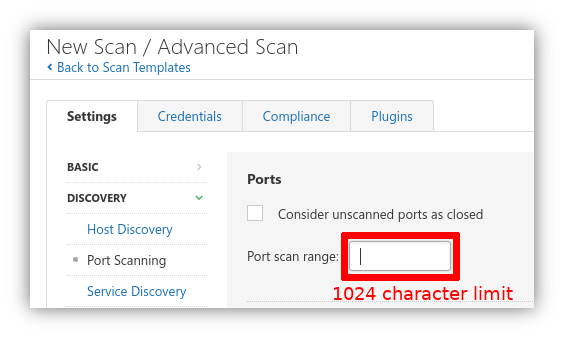 New Scan / Advanced Scan
‹ Back to Scan Templates
Settings Credentials Compliance Plugins
BASIC
DISCOVERY
Host Discovery
Port Scanning
Service Discovery
Ports
Consider unscanned ports as closed
Port scan range:
1024 character limit